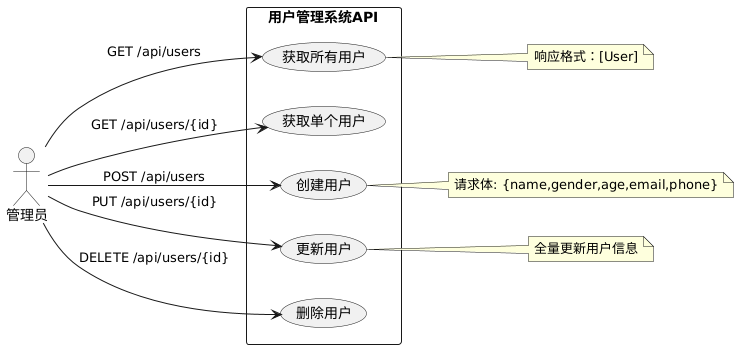 用户管理系统API
GET /api/users
获取所有用户
响应格式：[User]
GET /api/users/{id}
获取单个用户
管理员
POST /api/users
创建用户
请求体: {name,gender,age,email,phone}
PUT /api/users/{id}
更新用户
全量更新用户信息
DELETE /api/users/{id}
删除用户